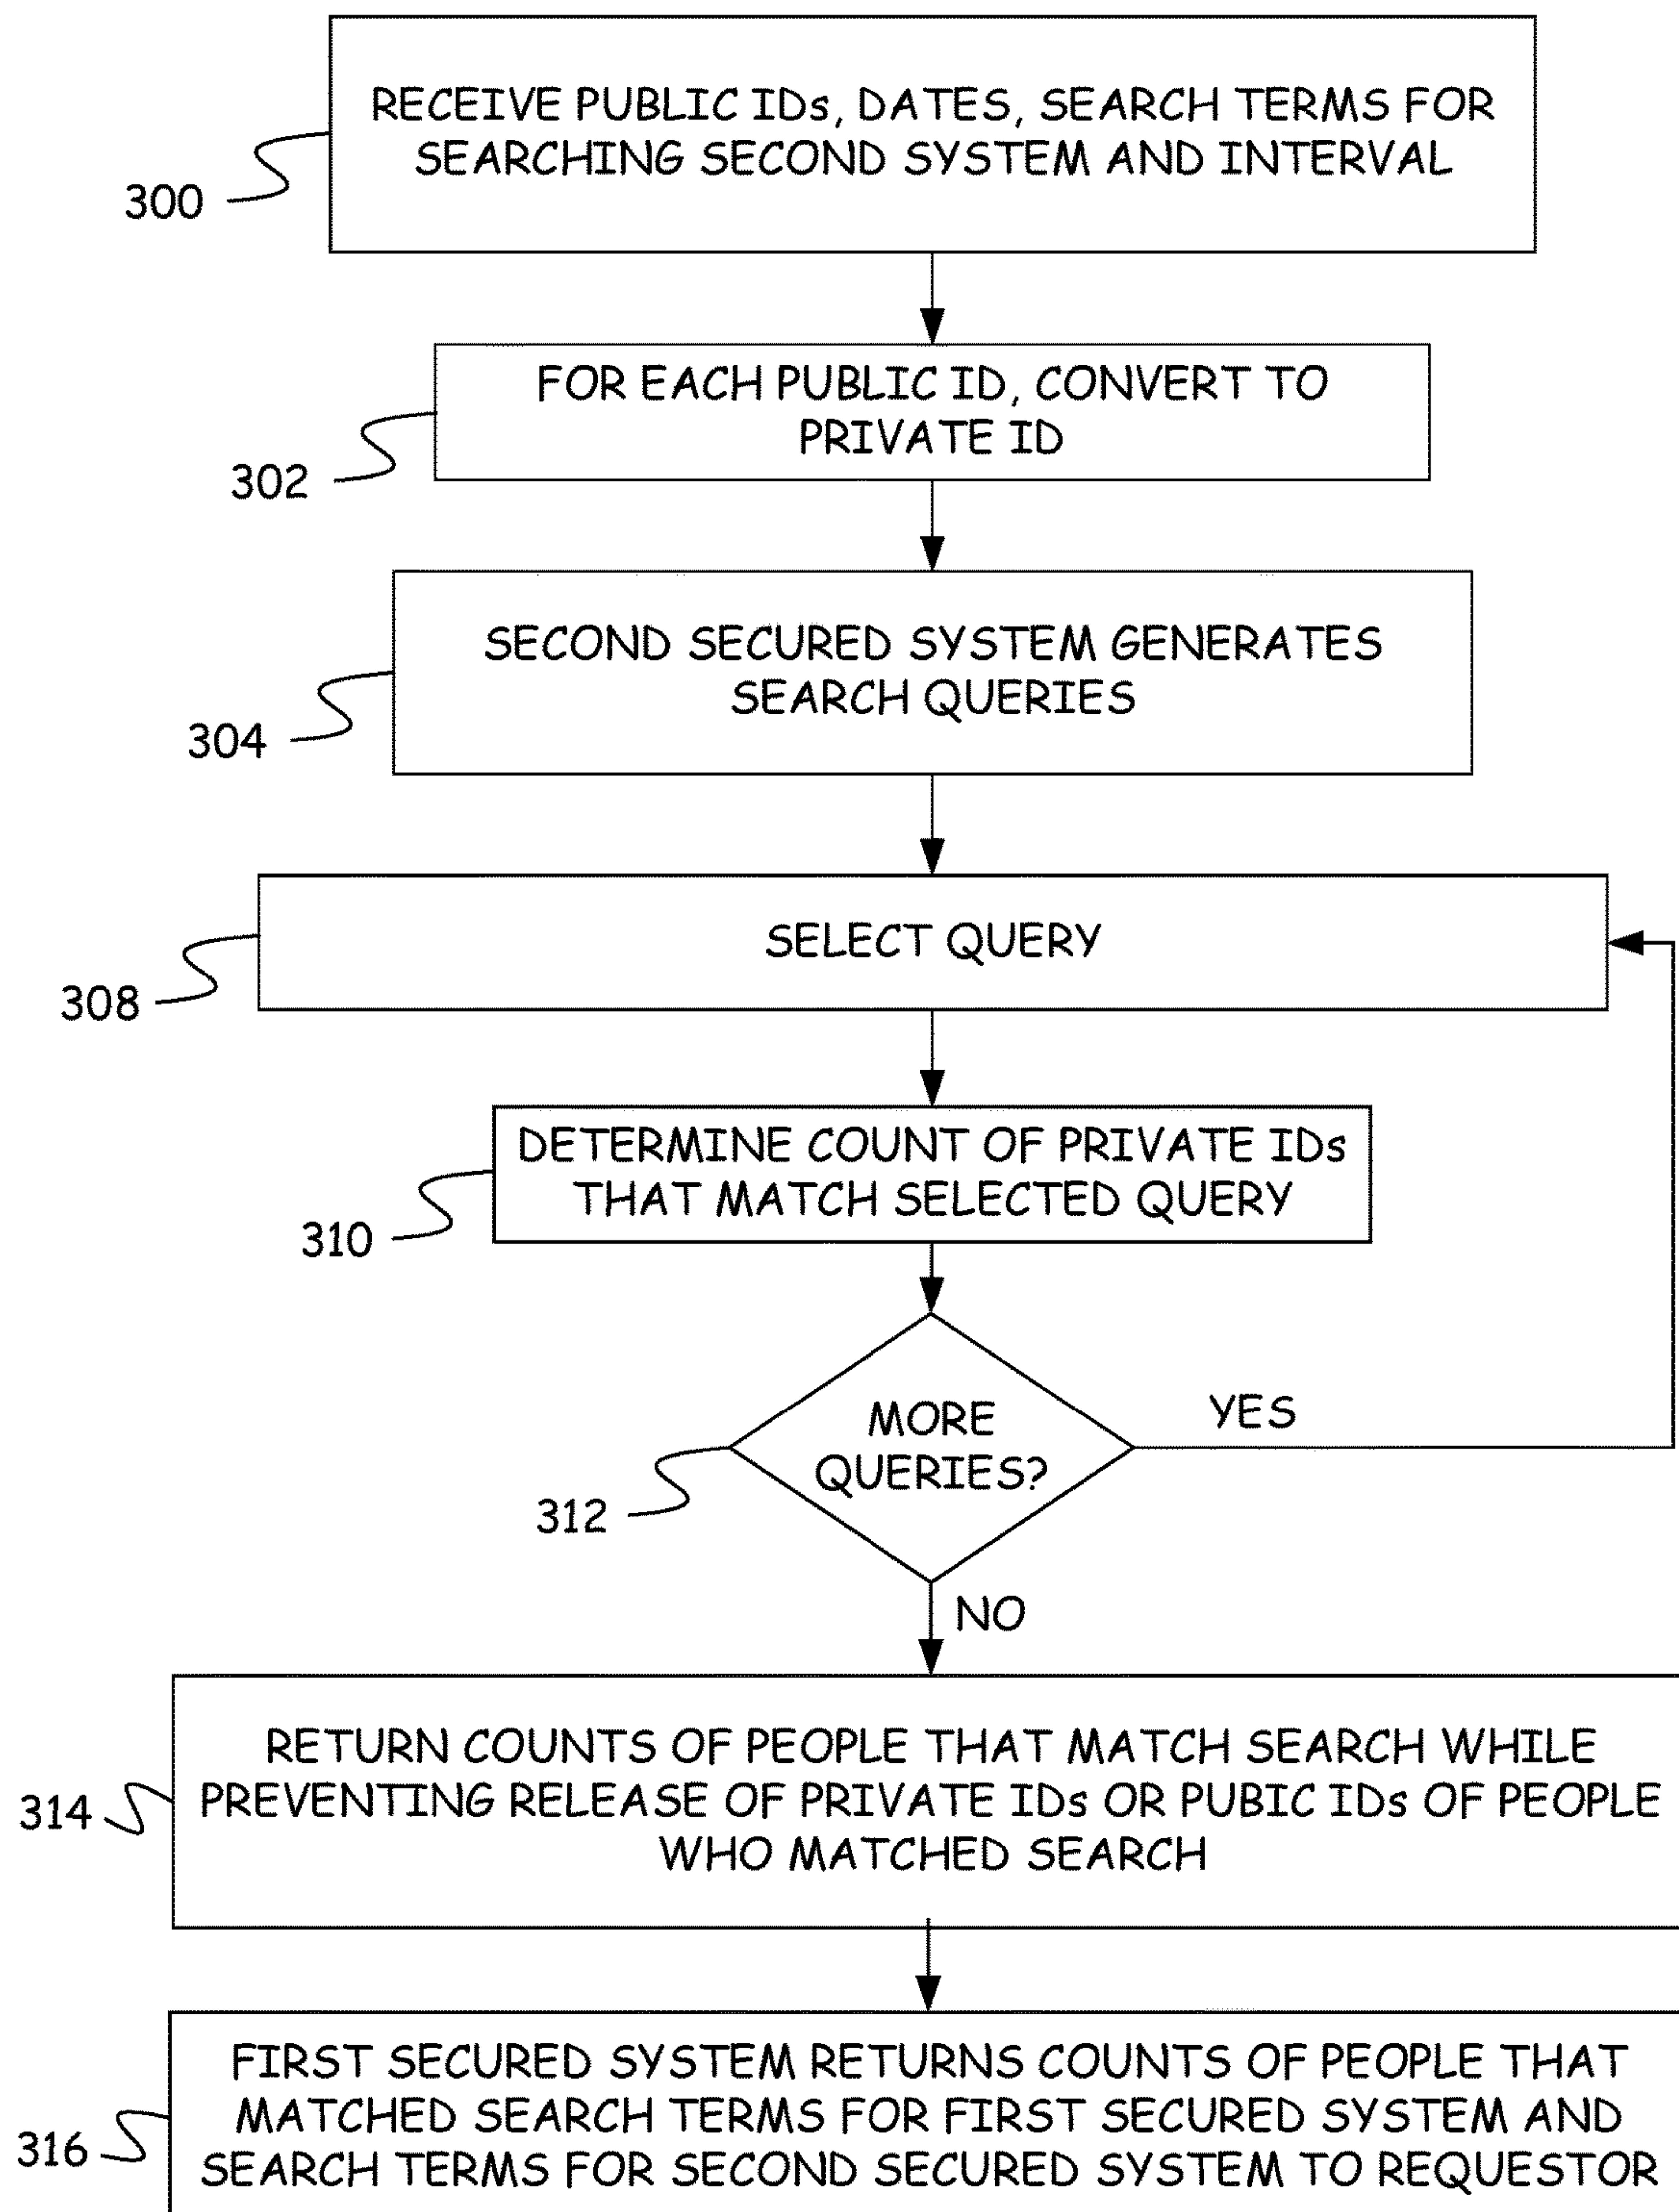 RECEIVE PUBLIC IDs, DATES, SEARCH TERMS FOR
SEARCHING SECOND SYSTEM AND INTERVAL
300
FOR EACH PUBLIC ID, CONVERT TO
PRIVATE ID
302
SECOND SECURED SYSTEM GENERATES
SEARCH QUERIES
304
SELECT QUERY
308
DETERMINE COUNT OF PRIVATE IDs
THAT MATCH SELECTED QUERY
310
MORE
QUERIES?
YES
312
NO
RETURN COUNTS OF PEOPLE THAT MATCH SEARCH WHILE
PREVENTING RELEASE OF PRIVATE IDs OR PUBIC IDs OF PEOPLE
WHO MATCHED SEARCH
314
FIRST SECURED SYSTEM RETURNS COUNTS OF PEOPLE THAT
MATCHED SEARCH TERMS FOR FIRST SECURED SYSTEM AND
SEARCH TERMS FOR SECOND SECURED SYSTEM TO REQUESTOR
316